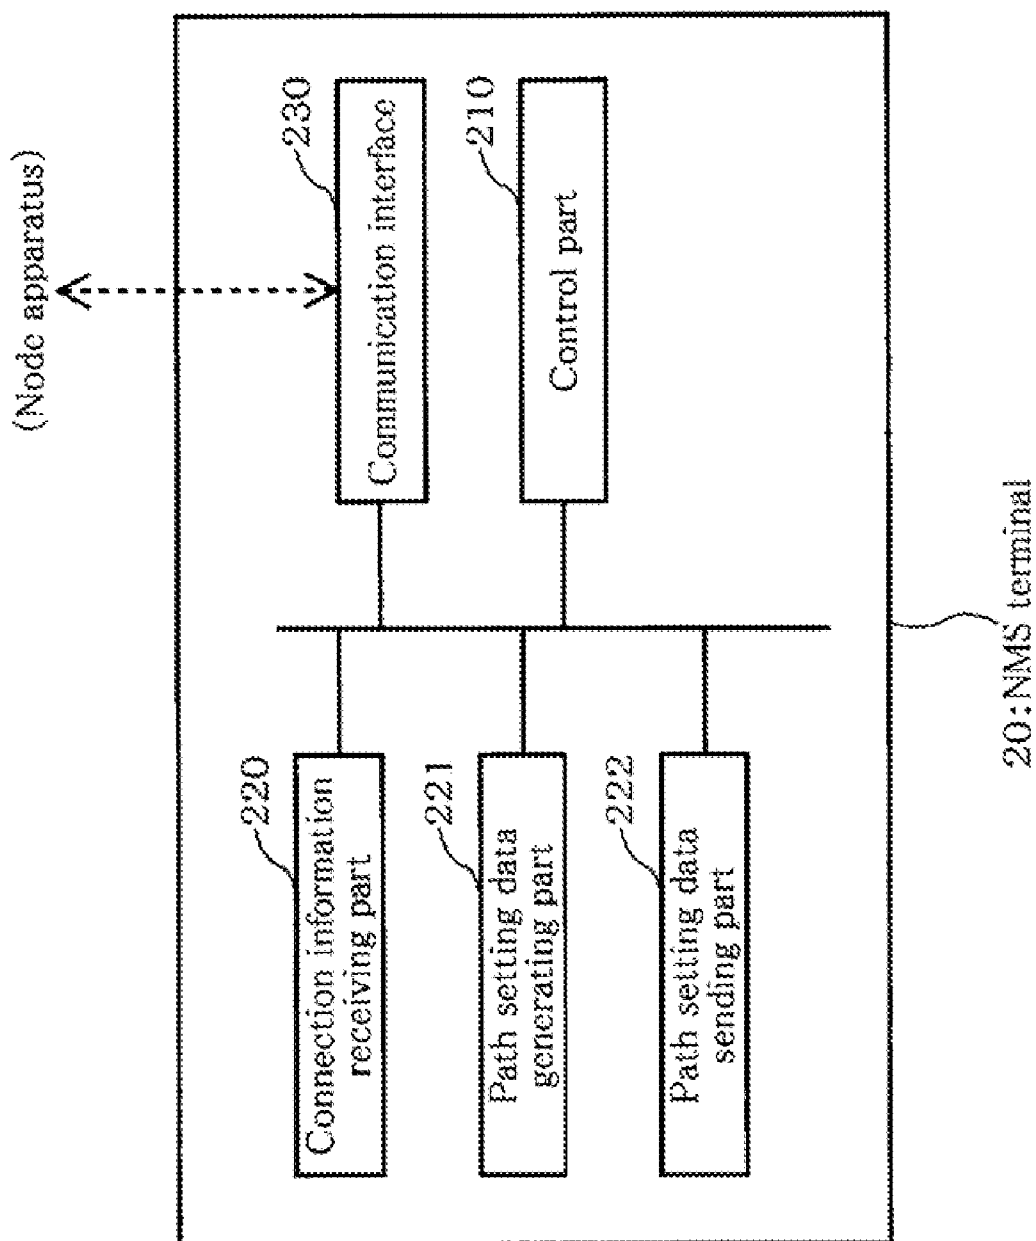 (Node apparatus)
230
Communication interface
210
Control part
220
Connection information
receiving part
221
Path setting data
generating part
222
Path setting data
sending part
20:NMS terminal